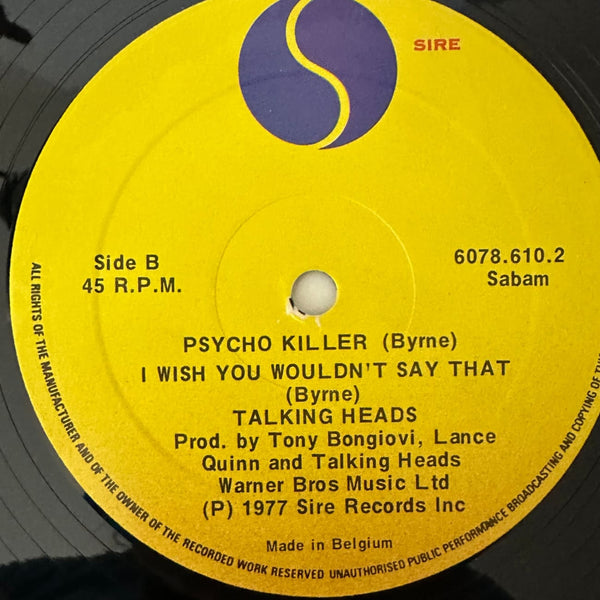 SIRE
Side B
45 R.P.M.
6078.610.2
Sabam
PSYCHO KILLER (Byrne)
I WISH YOU WOULDN'T SAY THAT
(Byrne)
TALKING HEADS
Prod. by Tony Bongiovi, Lance
Quinn and Talking Heads
Warner Bros Music Ltd
(P) 1977 Sire Records Inc
Made in Belgium
ALL RIGHTS OF THE MANUFACTURER AND OF THE OWNER OF THE RECORDED WORK RESERVED UNAUTHORISED PUBLIC PERFORMANCE BROADCASTING AND COPYING OF